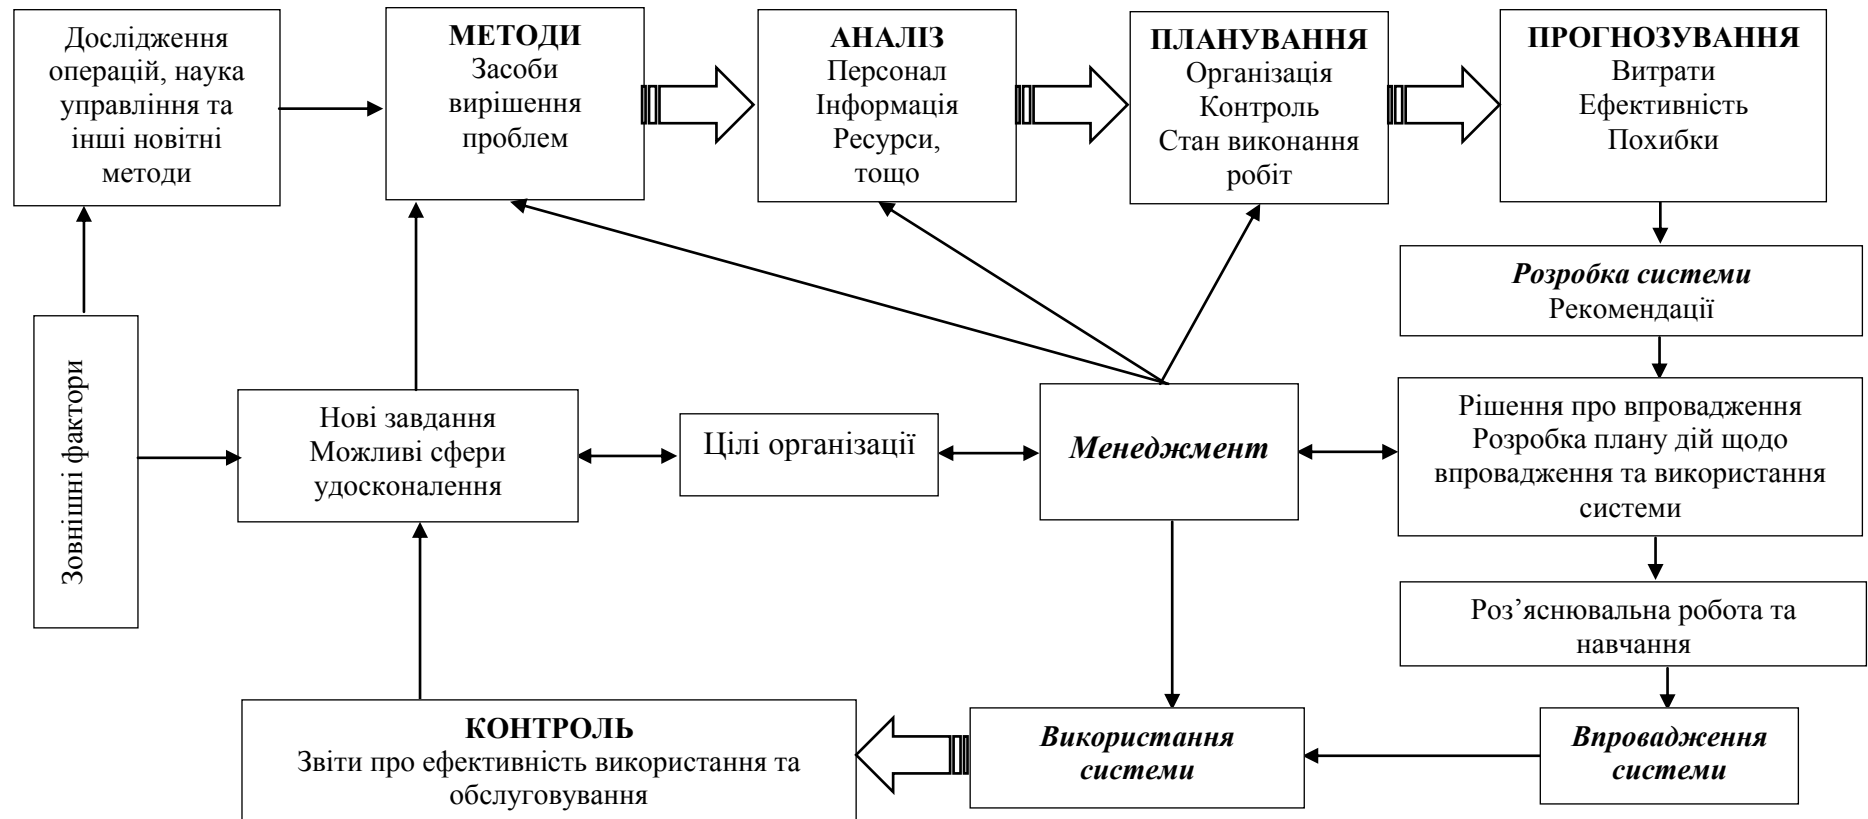 Дослідження
операцій, наука
управління та
інші новітні
методи
МЕТОДИ
Засоби
вирішення
проблем
АНАЛІЗ
Персонал
Інформація
Ресурси,
тощо
ПЛАНУВАННЯ
Організація
Контроль
Стан виконання
робіт
ПРОГНОЗУВАННЯ
Витрати
Ефективність
Похибки
Розробка системи
Рекомендації
Зовнішні фактори
Нові завдання
Можливі сфери
удосконалення
Цілі організації
Менеджмент
Рішення про впровадження
Розробка плану дій щодо
впровадження та використання
системи
Роз’яснювальна робота та
навчання
КОНТРОЛЬ
Звіти про ефективність використання та
обслуговування
Використання
системи
Впровадження
системи